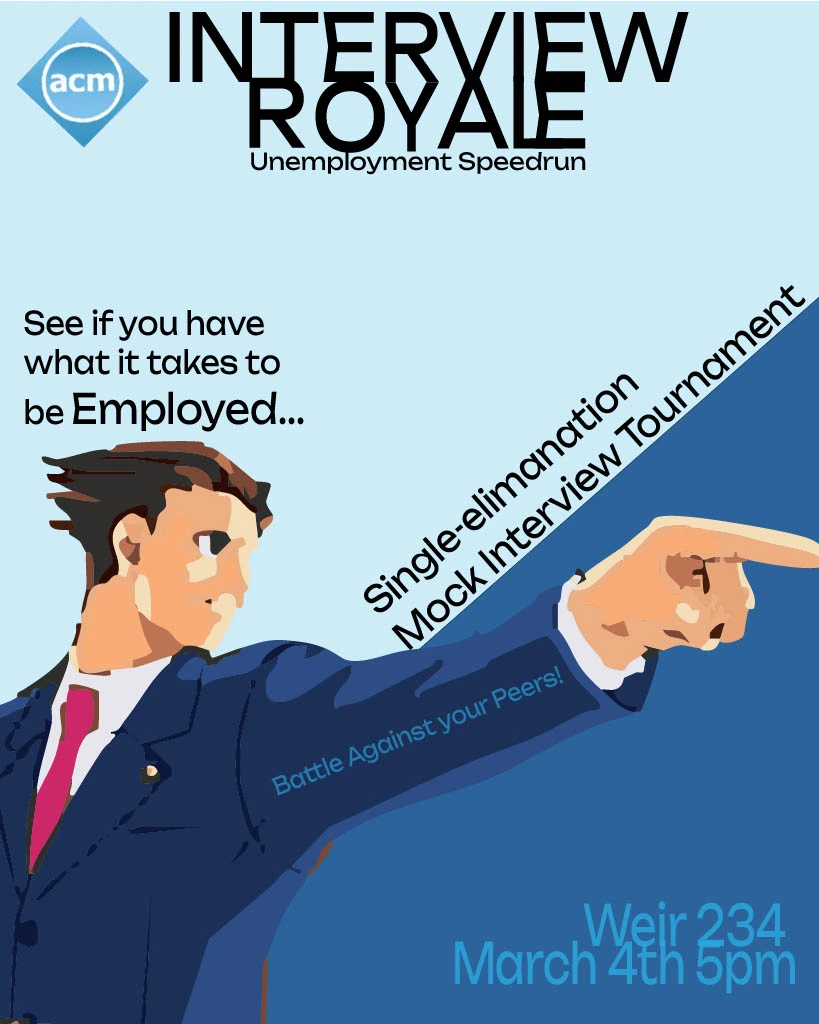 acm
INTERVIEW
ROYALE
Unemployment Speedrun
See if you have
what it takes to
be Employed...
Single-elimanation
Mock Interview Tournament
Battle Against your Peers!
Weir 234
March 4th 5pm